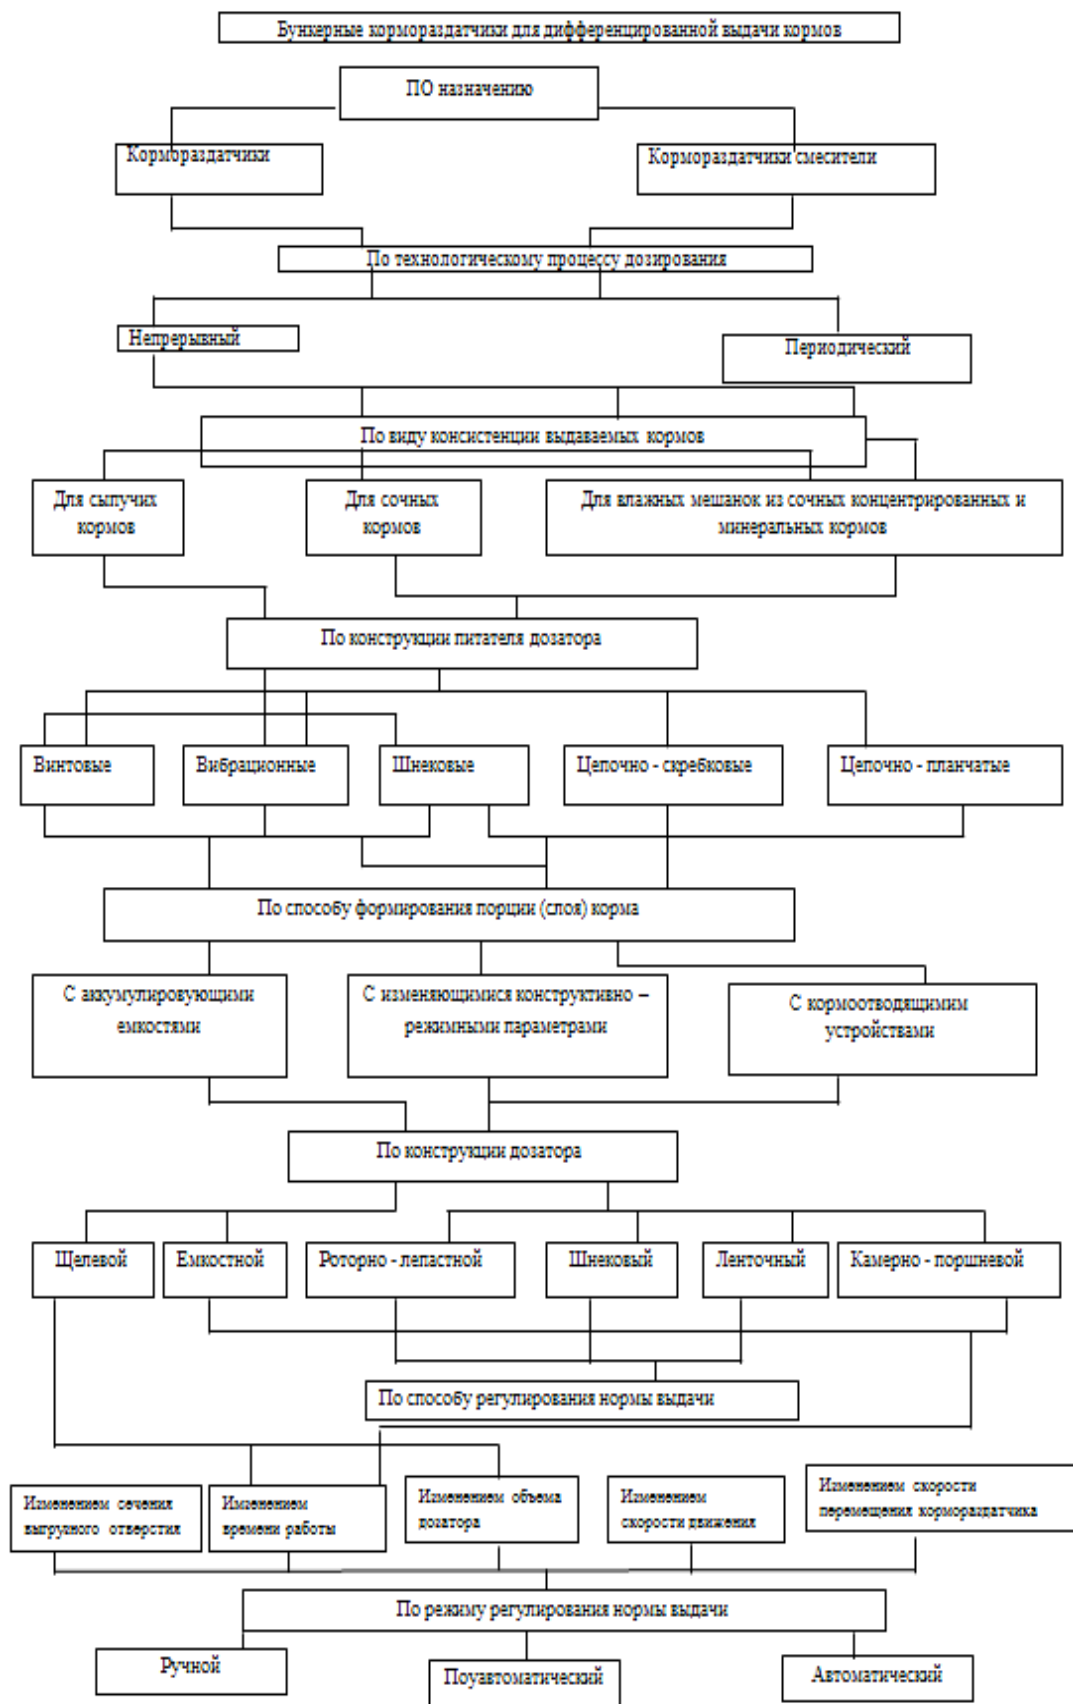 Бункерные кормораздатчики для дифференцированной выдачи кормов
ПО назначению
Кормораздатчики
Кормораздатчики смесители
По технологическому процессу дозирования
Непрерывный
Периодический
По виду консистенции выдаваемых кормов
Для сыпучих
кормов
Для сочных
кормов
Для влажных мешанок из сочных концентрированных и
минеральных кормов
По конструкции питателя дозатора
Винтовые
Вибрационные
Шнековые
Цепочно - скребковые
Цепочно - планчатые
По способу формирования порции (слоя) корма
С аккумулировующими
емкостями
С изменяющимися конструктивно –
режимными параметрами
С кормоотводящимим
устройствами
По конструкции дозатора
Щелевой
Емкостной
Роторно - лепастной
Шнековый
Ленточный
Камерно - поршневой
По способу регулирования нормы выдачи
Изменением сечения
выгрузного отверстия
Имзенением
времени работы
Изменением объема
дозатора
Изменением
скорости движения
Изменением скорости
перемещения кормораздатчика
По режиму регулирования нормы выдачи
Ручной
Поуавтоматический
Автоматический